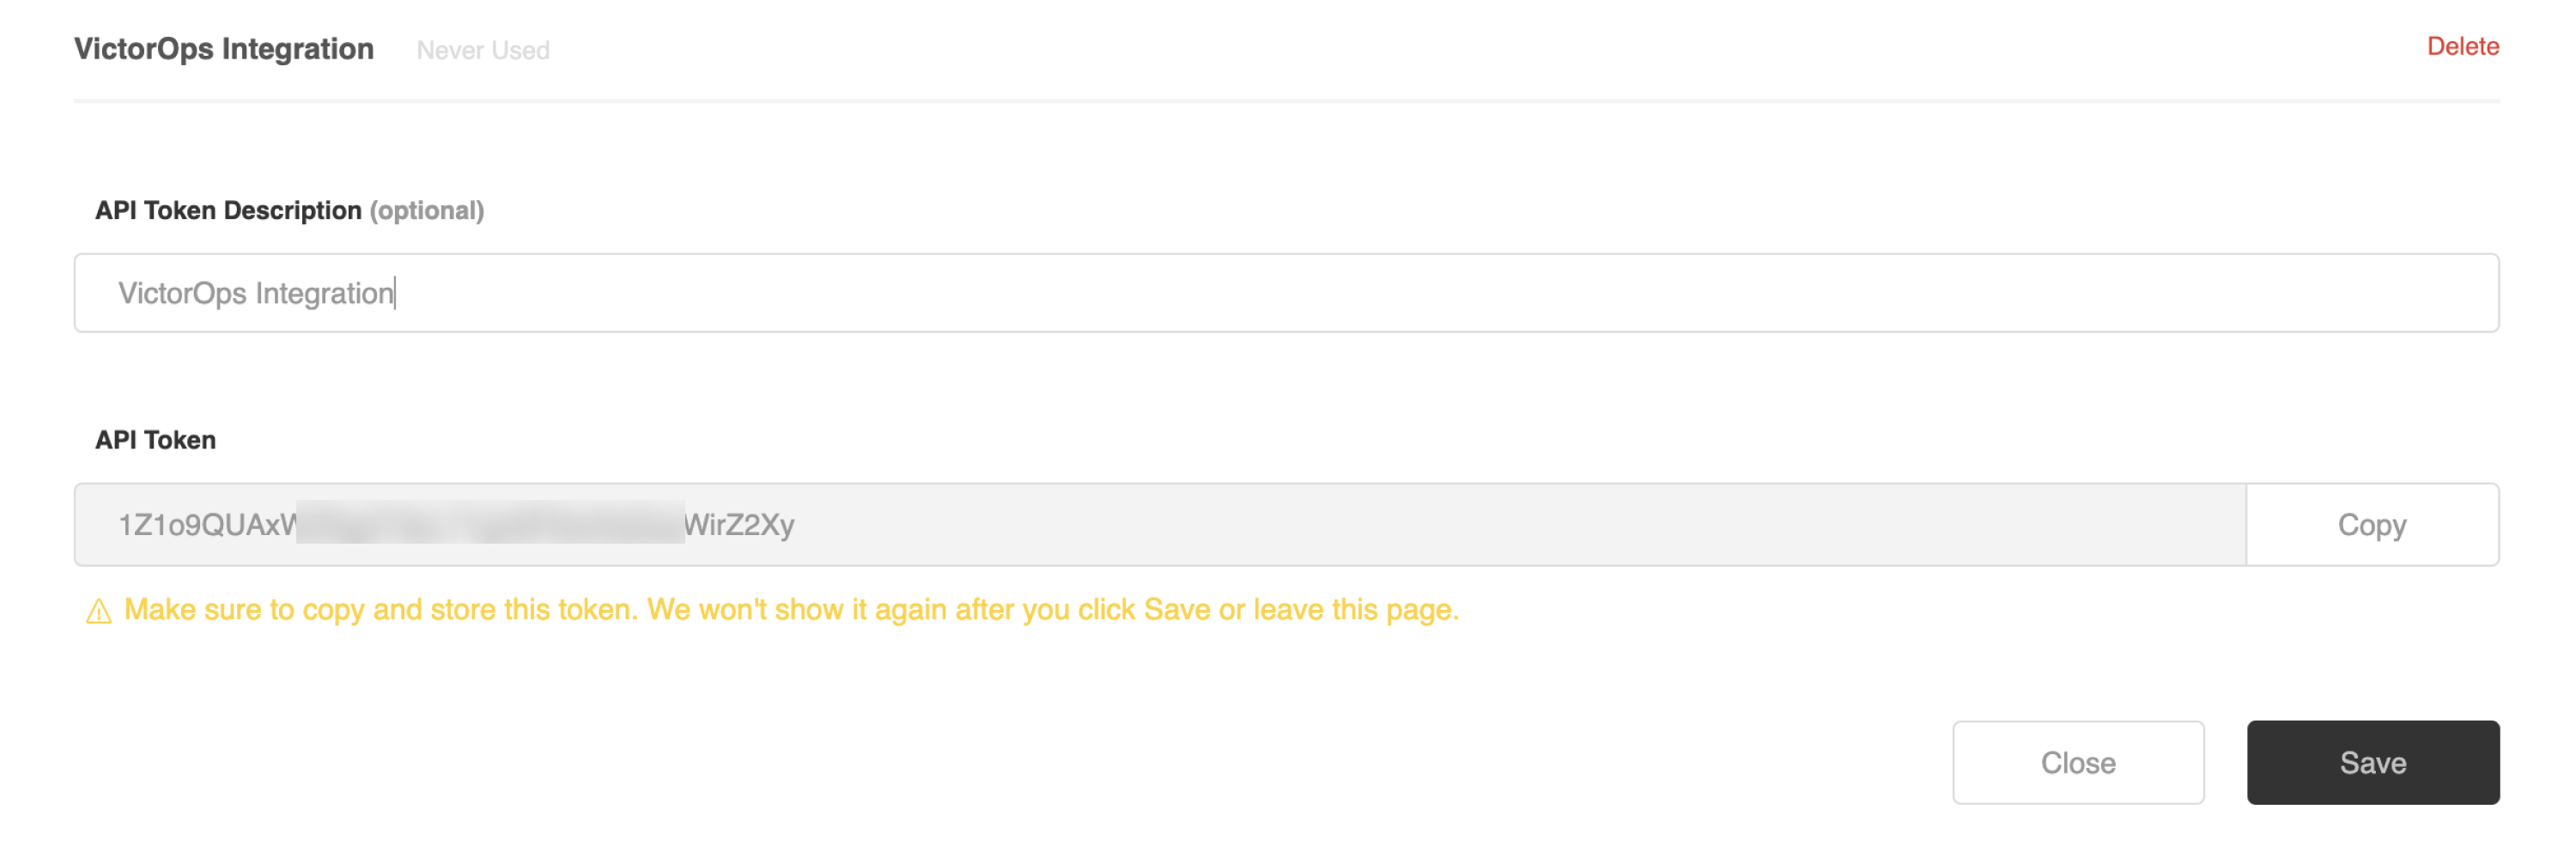 VictorOps Integration Never Used Delete
API Token Description (optional)
VictorOps Integration
API Token
1Z1o9QUAxW WirZ2Xy Copy
Make sure to copy and store this token. We won't show it again after you click Save or leave this page.
Close Save